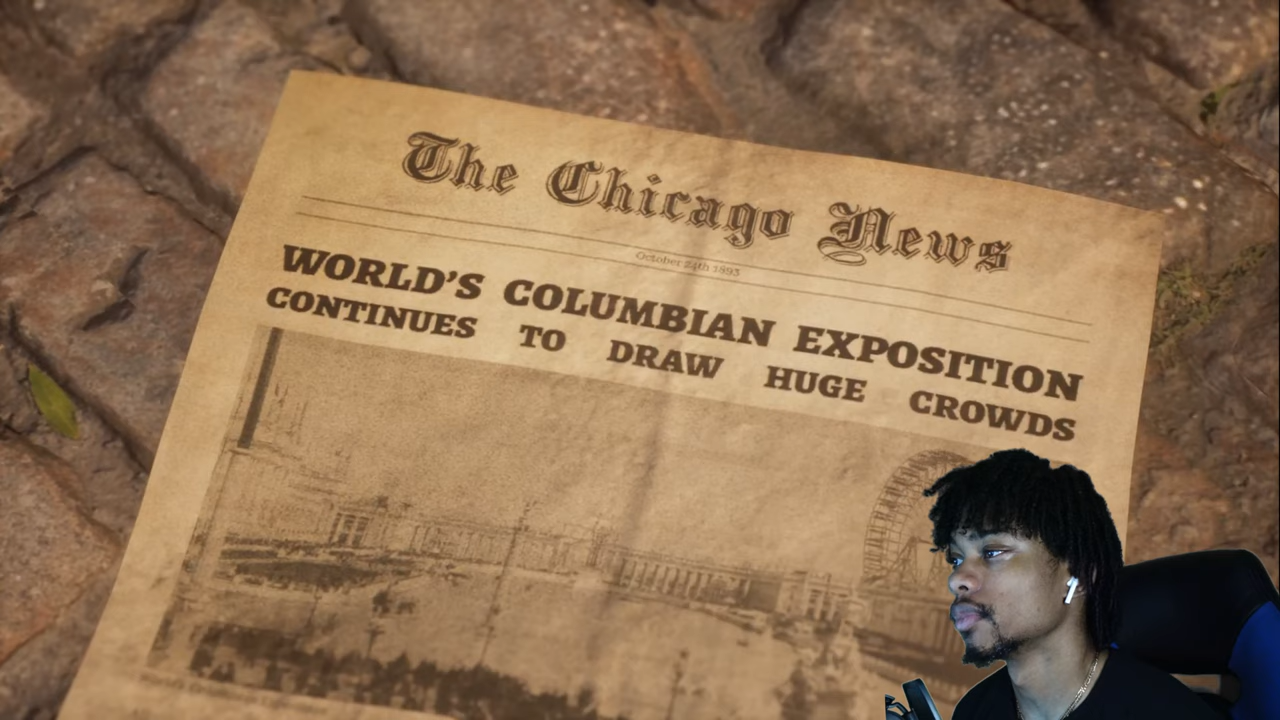 The Chicago News
October 24th 1893
WORLD'S COLUMBIAN EXPOSITION
CONTINUES TO DRAW HUGE CROWDS